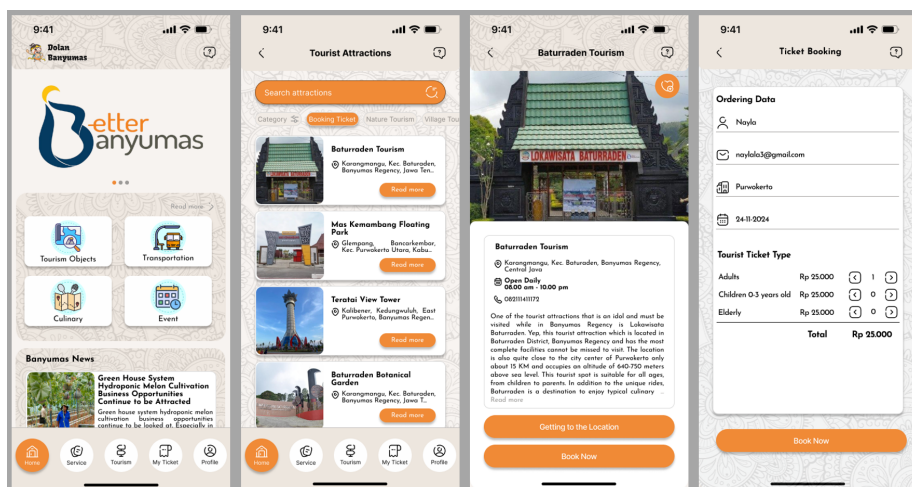 9:41
Dolan
Banyumas
Better
Banyumas
Read more
Tourism Objects
Transportation
Culinary
Event
Banyumas News
Green House System
Hydroponic Melon Cultivation
Business Opportunities
Continue to be Attracted
Green house system hydroponic melon
cultivation business opportunities
continue to be looked at. Especially in
Home
Service
Tourism
My Ticket
Profile
9:41
Tourist Attractions
Search attractions
Category
Booking Ticket
Nature Tourism
Village Tou
Baturraden Tourism
Karangmangu, Kec. Baturaden,
Banyumas Regency, Jawa Ten...
Read more
Mas Kemambang Floating
Park
Glempang, Bancarkembar,
Kec. Purwokerto Utara, Kabu...
Read more
Teratai View Tower
Kalibener, Kedungwuluh, East
Purwokerto, Banyumas Regen...
Read more
Baturraden Botanical
Garden
Karangmangu, Kec. Baturaden,
Banyumas Regency, Jawa T...
Read more
Home
Service
Tourism
My Ticket
Profile
9:41
Baturraden Tourism
LOKAWISATA BATURRADEN
Baturraden Tourism
Karangmangu, Kec. Baturaden, Banyumas Regency,
Central Java
Open Daily
08.00 am - 10.00 pm
082111411172
One of the tourist attractions that is an idol and must be
visited while in Banyumas Regency is Lokawisata
Baturraden. Yep, this tourist attraction which is located in
Baturraden District, Banyumas Regency and has the most
complete facilities cannot be missed to visit. The location
is also quite close to the city center of Purwokerto only
about 15 KM and occupies an altitude of 640-750 meters
above sea level. This tourist spot is suitable for all ages,
from children to parents. In addition to the unique rides,
Baturraden is a destination to enjoy typical culinary ...
Read more
Getting to the Location
Book Now
9:41
Ticket Booking
Ordering Data
Nayla
naylala3@gmail.com
Purwokerto
24-11-2024
Tourist Ticket Type
Adults Rp 25.000 < 1 >
Children 0-3 years old Rp 25.000 < 0 >
Elderly Rp 25.000 < 0 >
Total Rp 25.000
Book Now